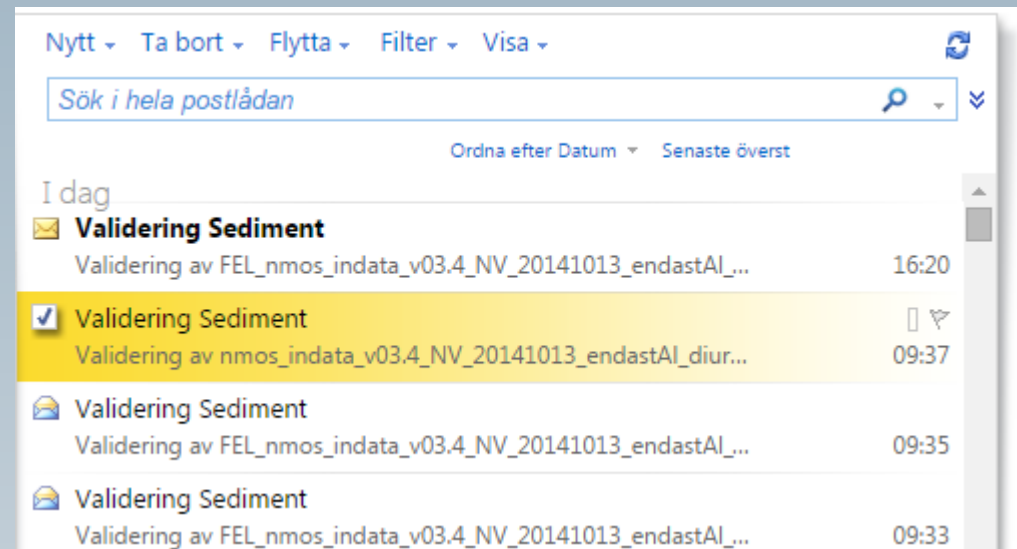 Nytt Ta bort Flytta Filter Visa
Sök i hela postlådan
Ordna efter Datum Senaste överst
I dag
Validering Sediment
Validering av FEL_nmos_indata_v03.4_NV_20141013_endastAl_... 16:20
Validering Sediment
Validering av nmos_indata_v03.4_NV_20141013_endastAl_diur... 09:37
Validering Sediment
Validering av FEL_nmos_indata_v03.4_NV_20141013_endastAl_... 09:35
Validering Sediment
Validering av FEL_nmos_indata_v03.4_NV_20141013_endastAl_... 09:33